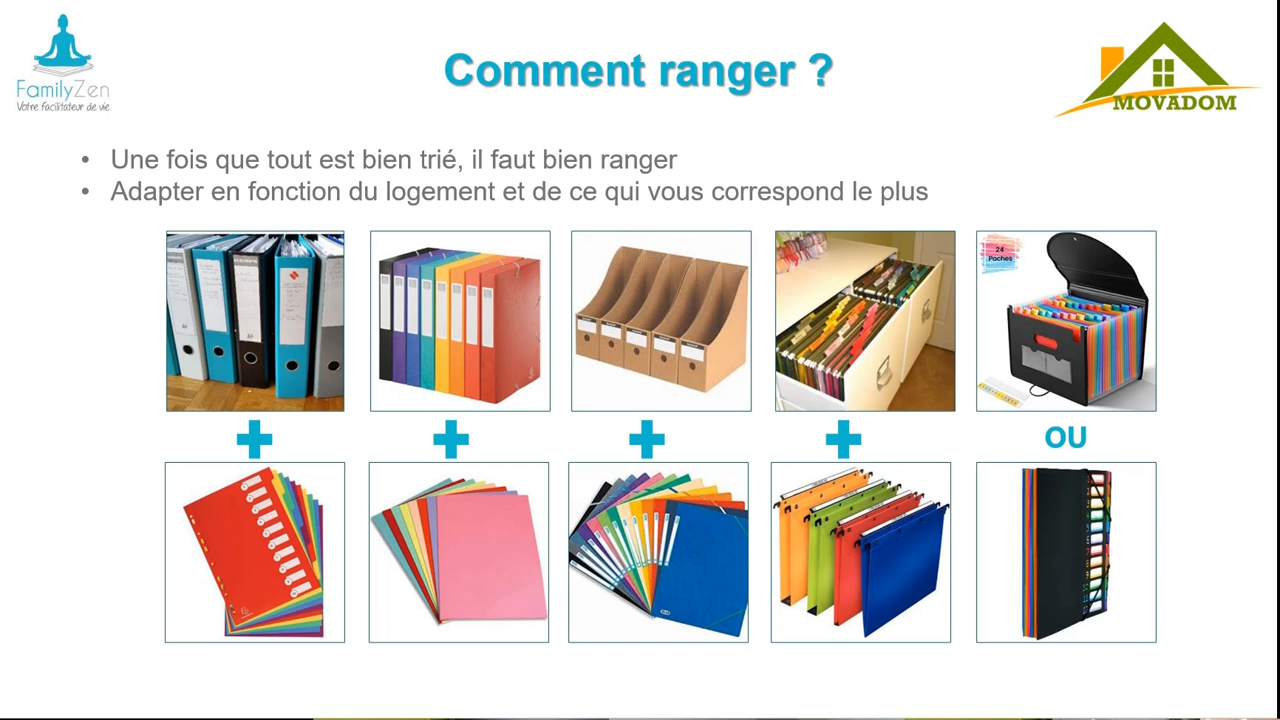 FamilyZen
Votre facilitateur de vie
Comment ranger ?
MOVADOM
• Une fois que tout est bien trié, il faut bien ranger
• Adapter en fonction du logement et de ce qui vous correspond le plus
24
Poches
OU